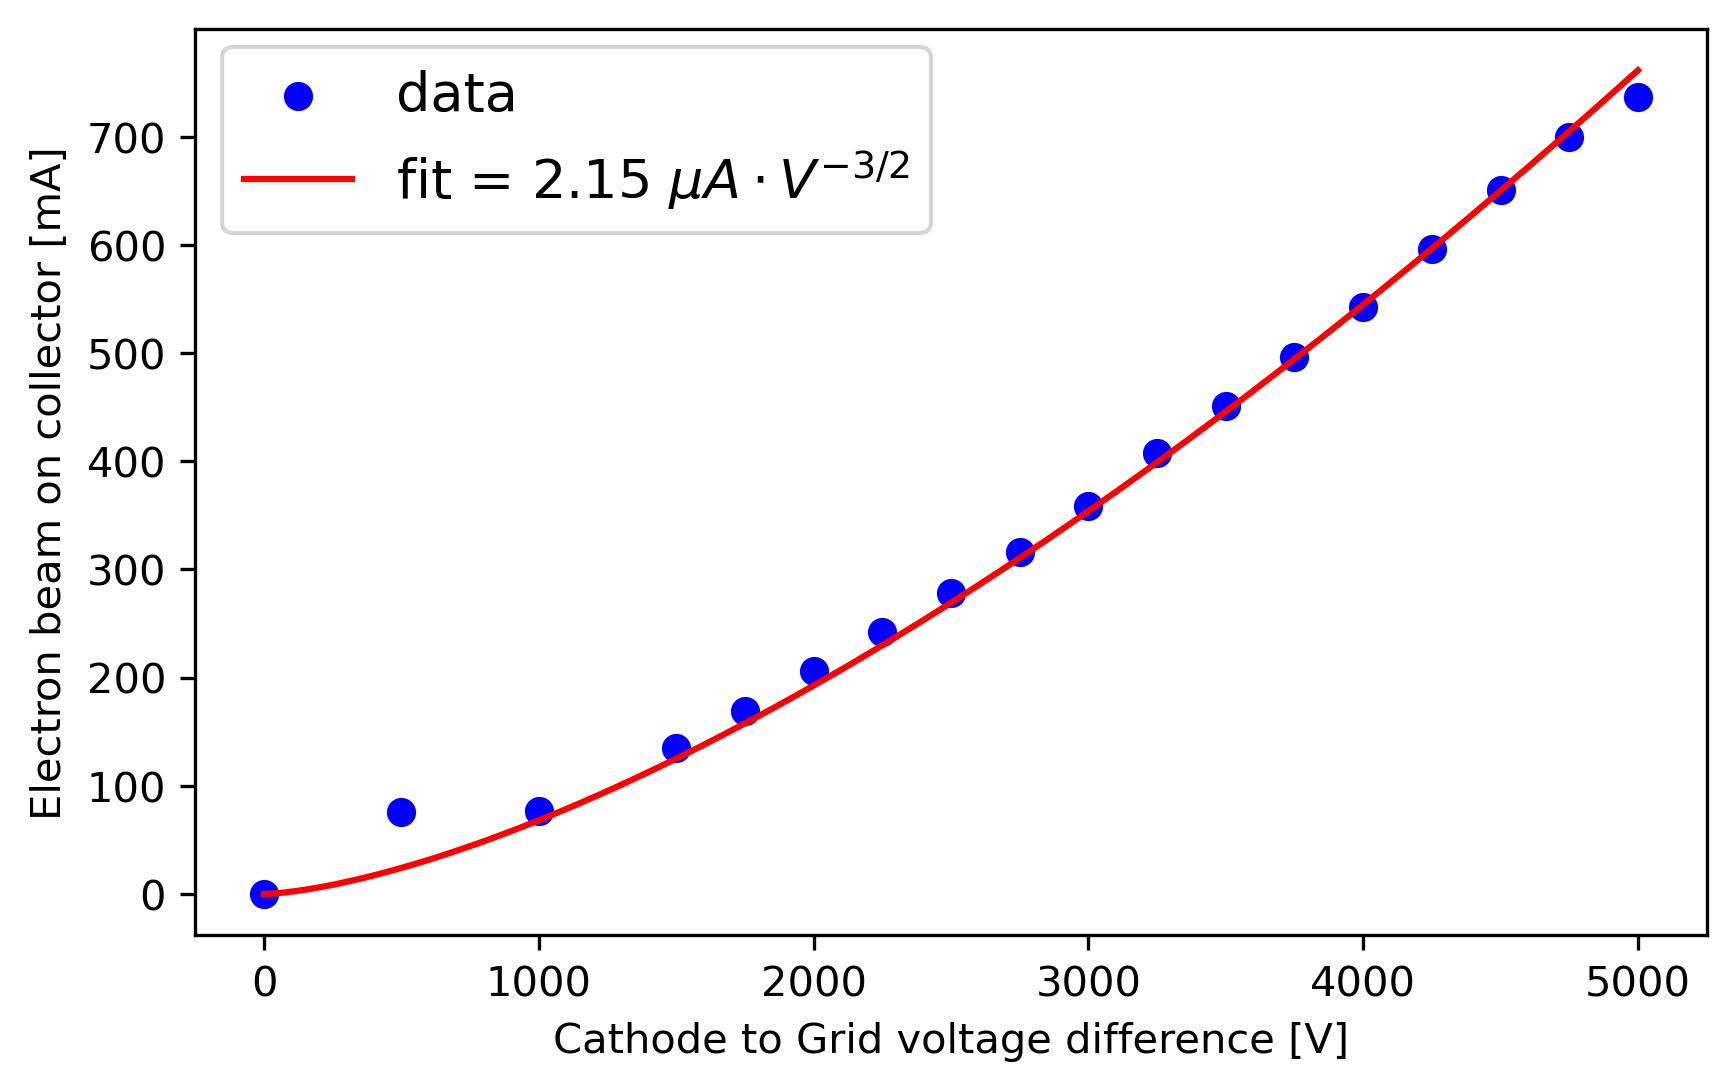 data
fit = 2.15 μA · V^{-3/2}
Electron beam on collector [mA]
700
600
500
400
300
200
100
0
0 1000 2000 3000 4000 5000
Cathode to Grid voltage difference [V]